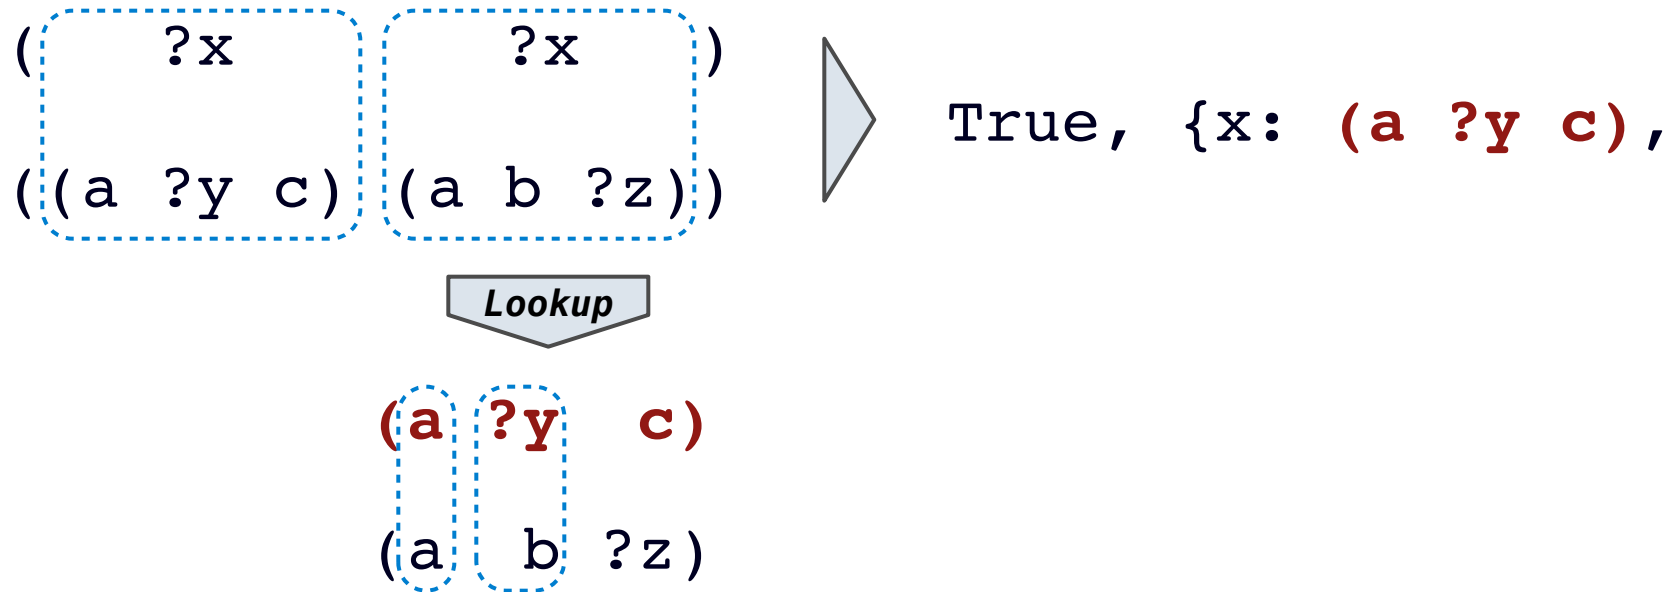 ( ?x ?x )
True, {x: (a ?y c),
((a ?y c) (a b ?z))
Lookup
(a ?y c)
(a b ?z)